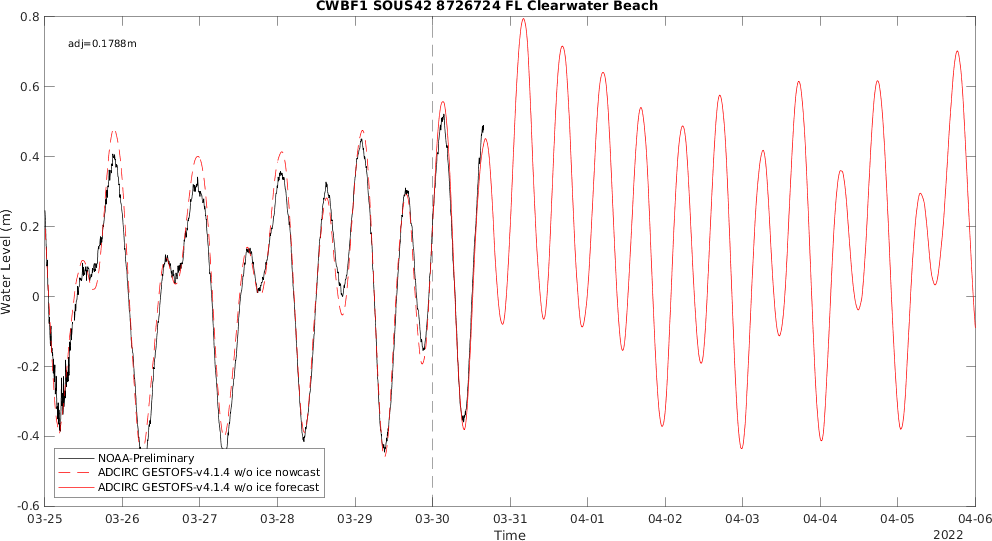 CWBF1 SOUS42 8726724 FL Clearwater Beach
adj=0.1788m
0.8
0.6
0.4
0.2
0
-0.2
-0.4
-0.6
Water Level (m)
NOAA-Preliminary
ADCIRC GESTOFS-v4.1.4 w/o ice nowcast
ADCIRC GESTOFS-v4.1.4 w/o ice forecast
03-25 03-26 03-27 03-28 03-29 03-30 03-31 04-01 04-02 04-03 04-04 04-05 04-06
Time
2022